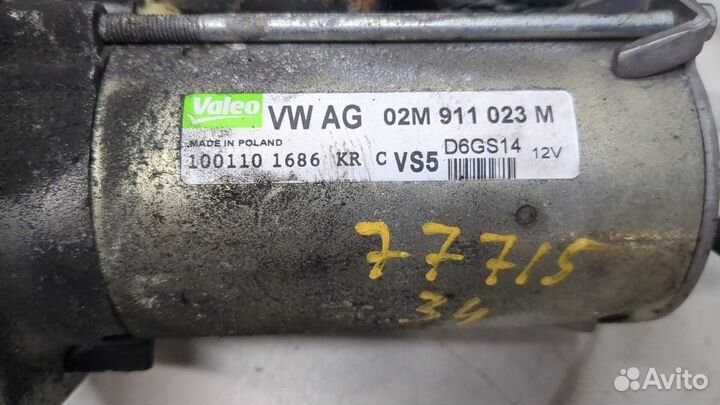 Valeo VW AG 02M 911 023 M
MADE IN POLAND
100110 1686 KR C VS5 D6GS14 12V
77715
34
Avito